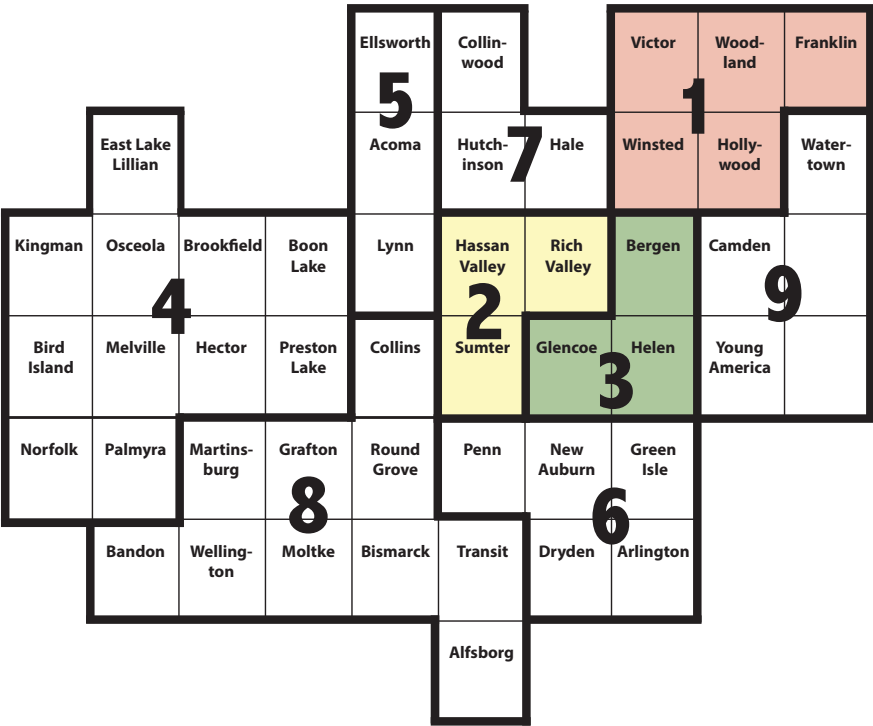 Ellsworth
Collin-
wood
Victor
Wood-
land
Franklin
5
1
East Lake
Lillian
Acoma
Hutch-
inson
7
Hale
Winsted
Holly-
wood
Water-
town
Kingman
Osceola
Brookfield
Boon
Lake
Lynn
Hassan
Valley
Rich
Valley
Bergen
Camden
4
2
9
Bird
Island
Melville
Hector
Preston
Lake
Collins
Sumter
Glencoe
Helen
3
Young
America
Norfolk
Palmyra
Martins-
burg
Grafton
Round
Grove
Penn
New
Auburn
Green
Isle
8
6
Bandon
Welling-
ton
Moltke
Bismarck
Transit
Dryden
Arlington
Alfsborg